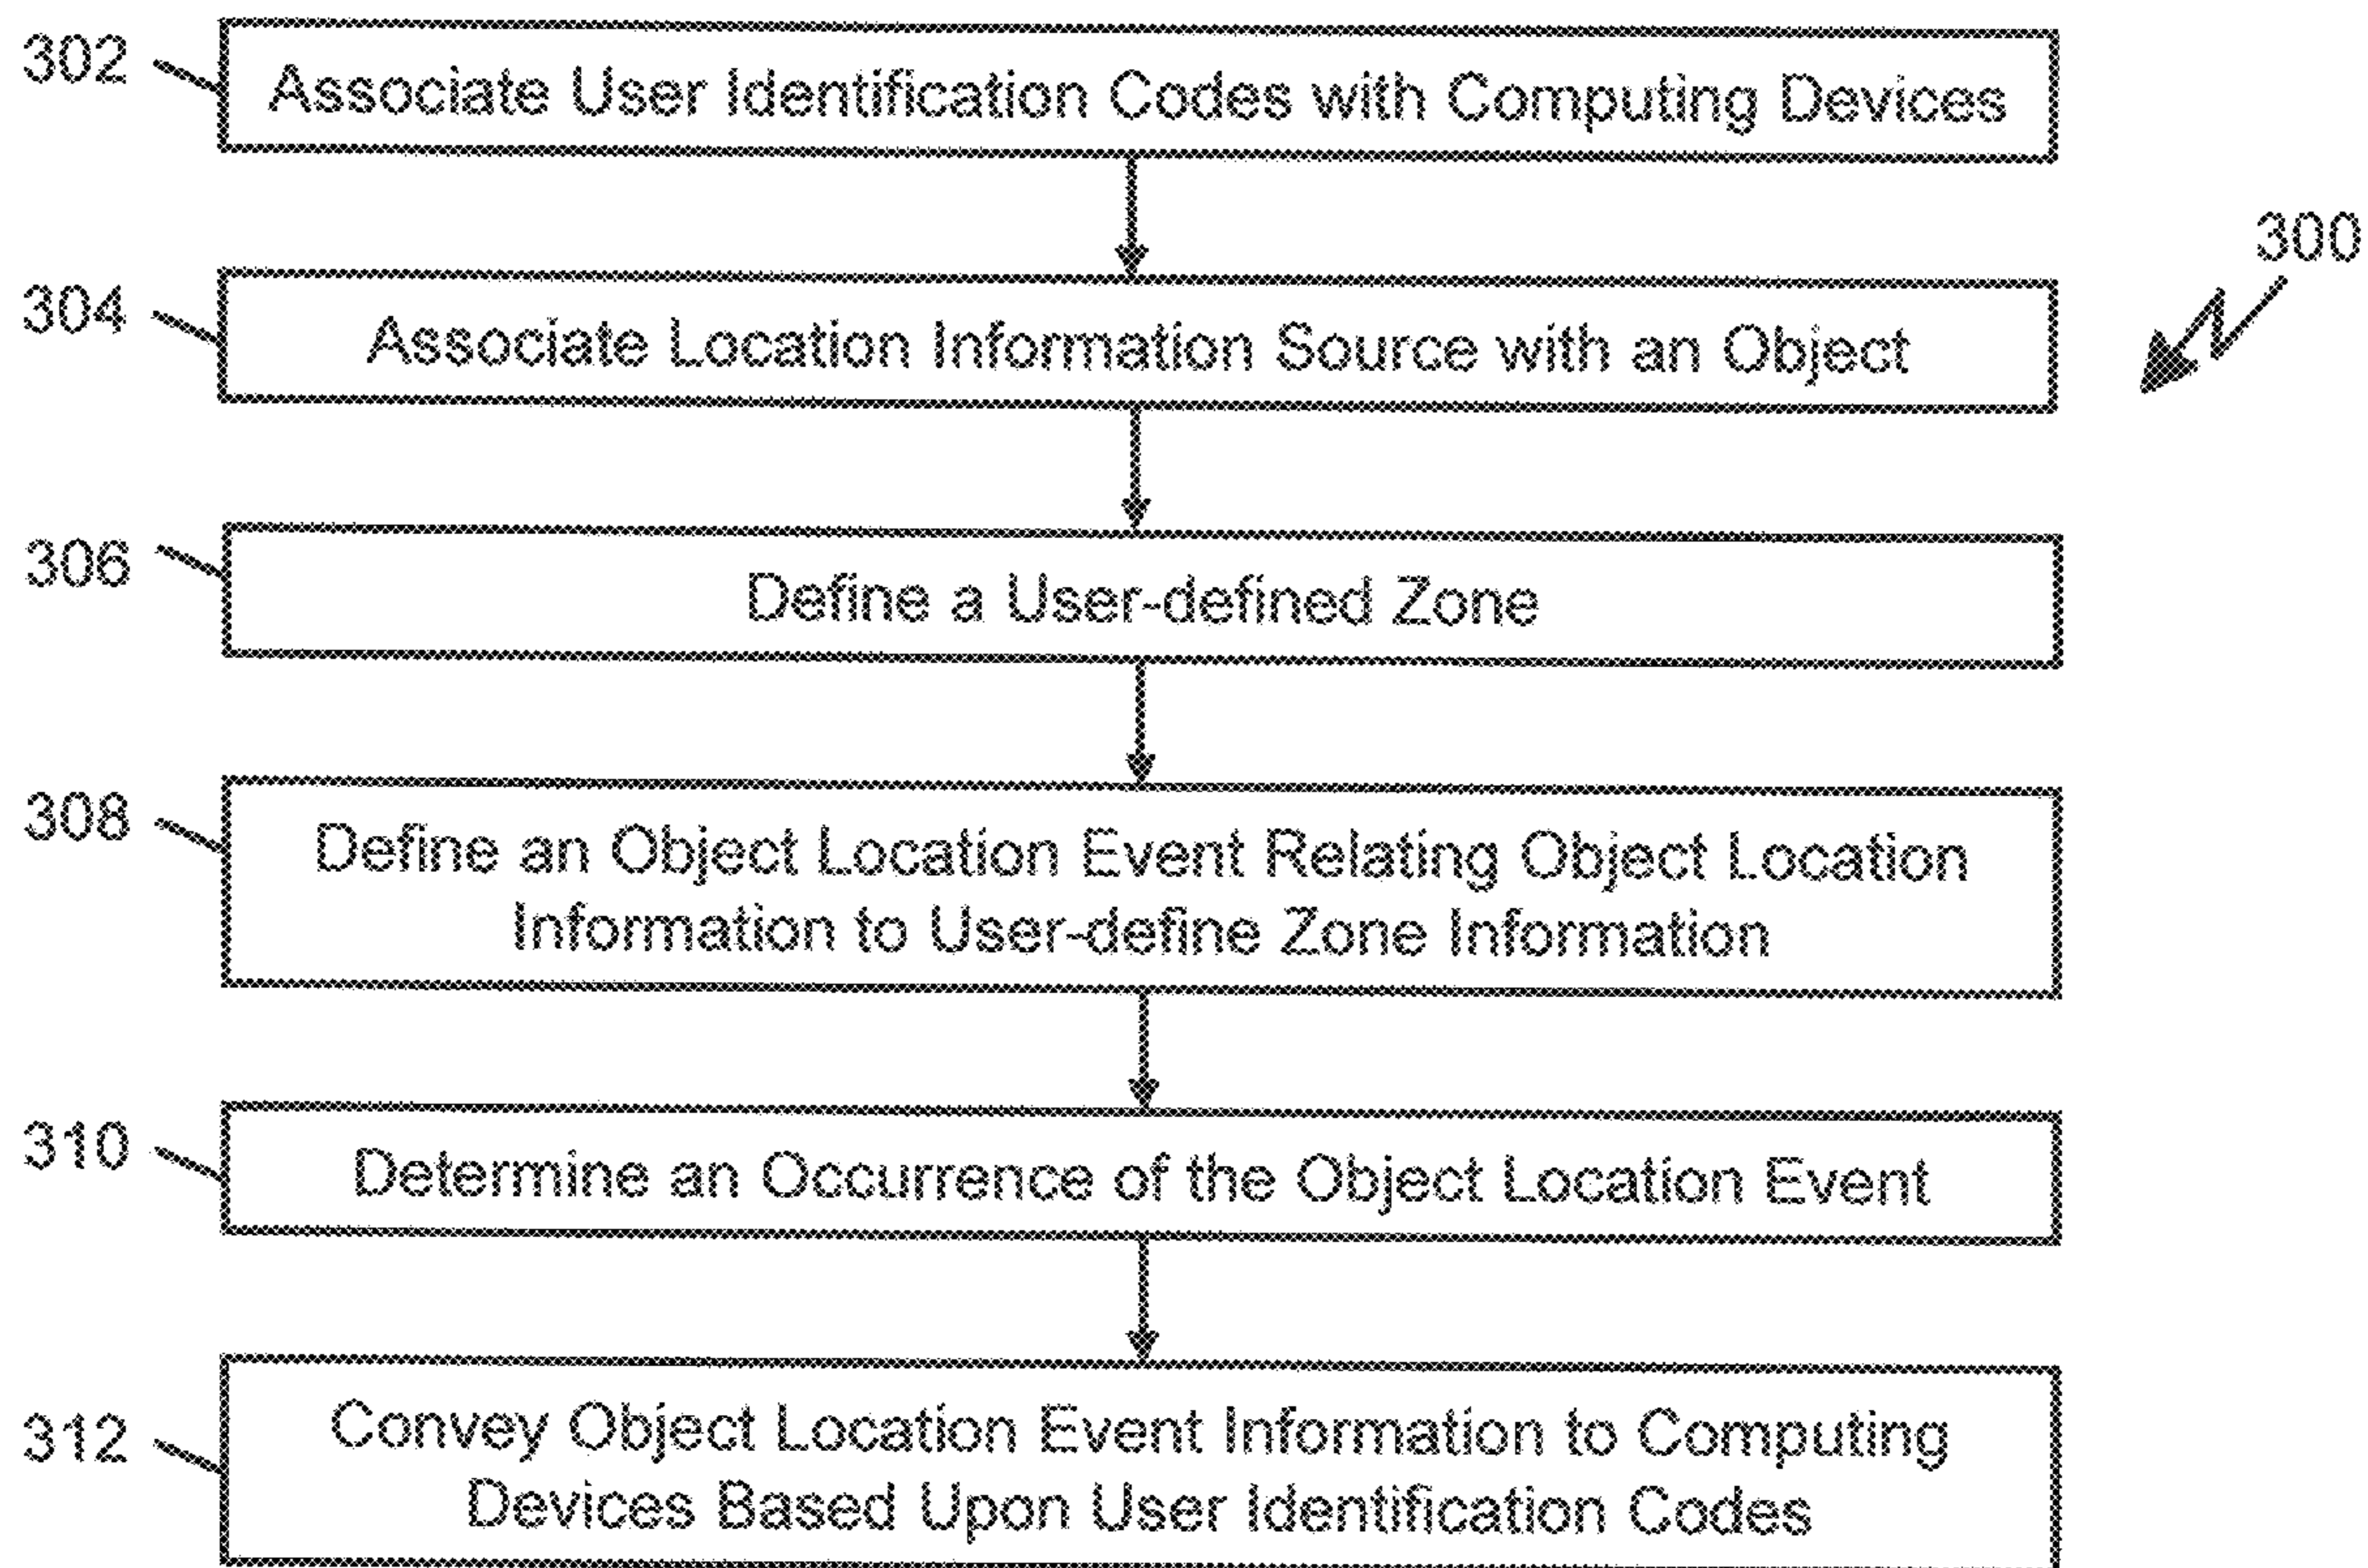 302
Associate User Identification Codes with Computing Devices
300
304
Associate Location Information Source with an Object
306
Define a User-defined Zone
308
Define an Object Location Event Relating Object Location
Information to User-define Zone Information
310
Determine an Occurrence of the Object Location Event
312
Convey Object Location Event Information to Computing
Devices Based Upon User Identification Codes